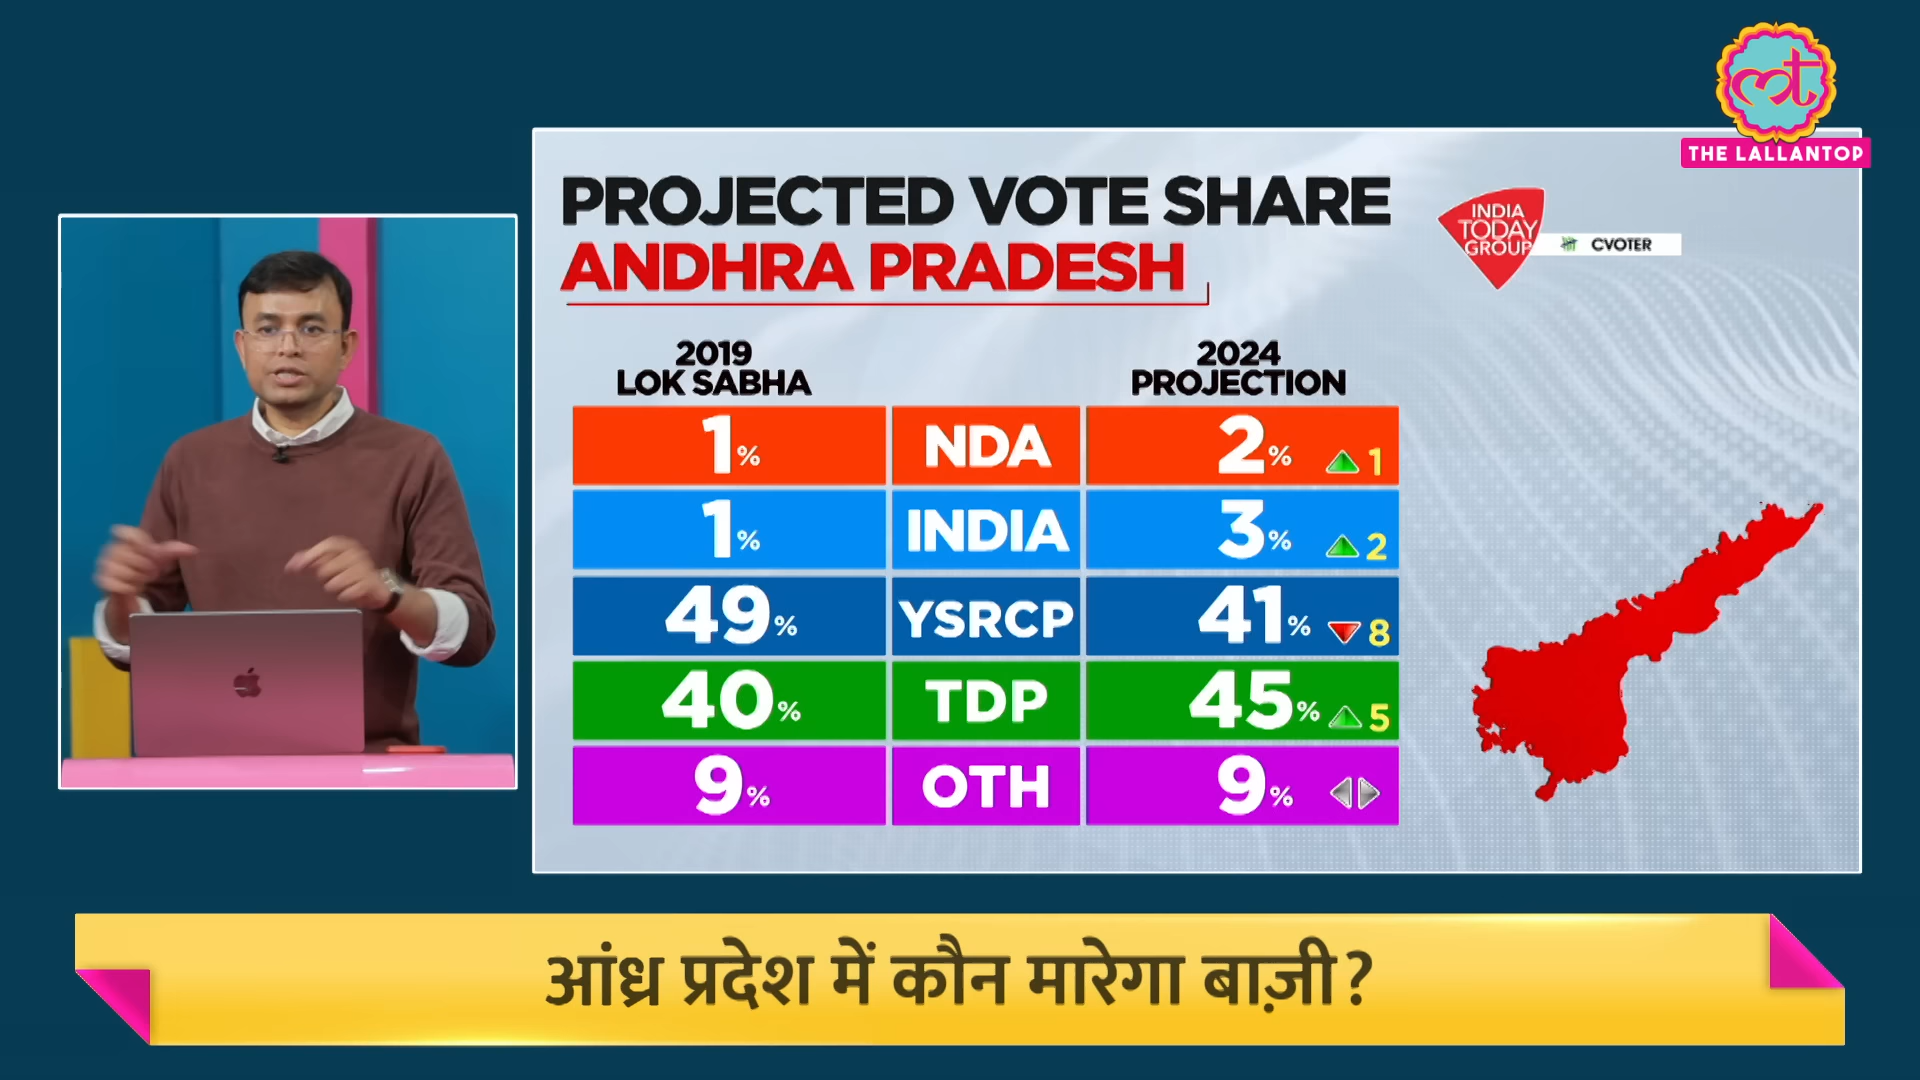 THE LALLANTOP
PROJECTED VOTE SHARE
ANDHRA PRADESH
INDIA
TODAY
GROUP
CVOTER
2019
LOK SABHA
2024
PROJECTION
1% NDA 2% 1
1% INDIA 3% 2
49% YSRCP 41% 8
40% TDP 45% 5
9% OTH 9%
आंध्र प्रदेश में कौन मारेगा बाज़ी?